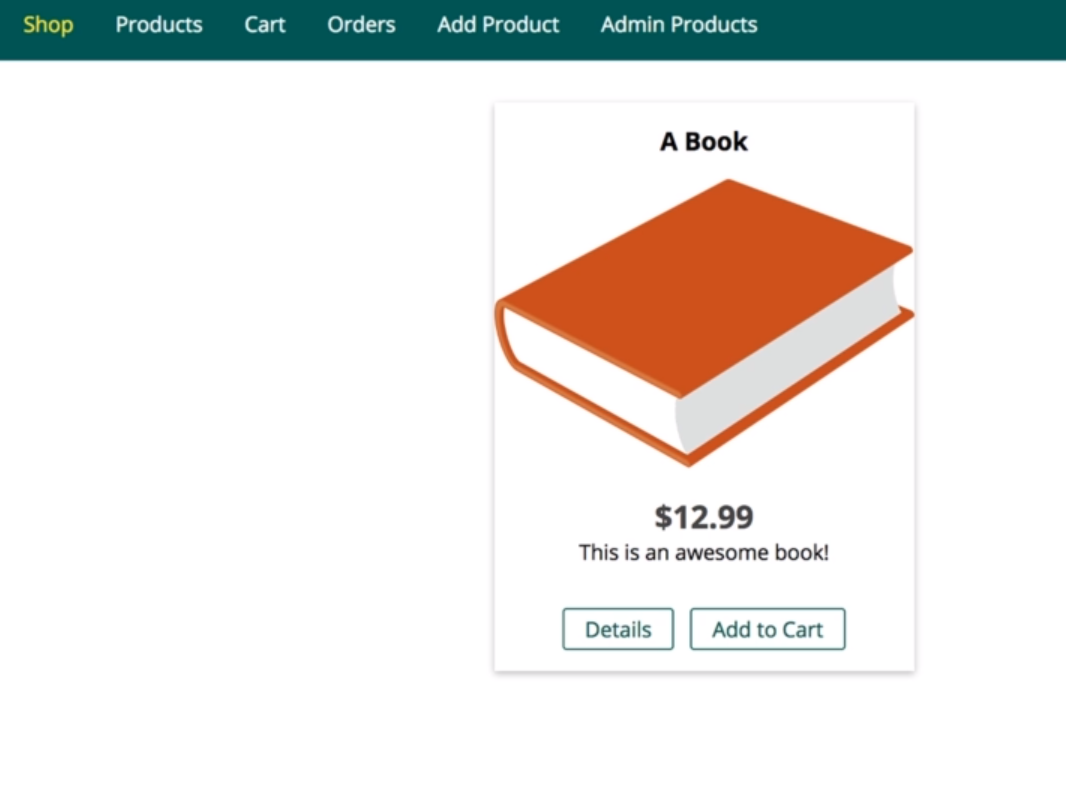 Shop Products Cart Orders Add Product Admin Products
A Book
$12.99
This is an awesome book!
Details Add to Cart